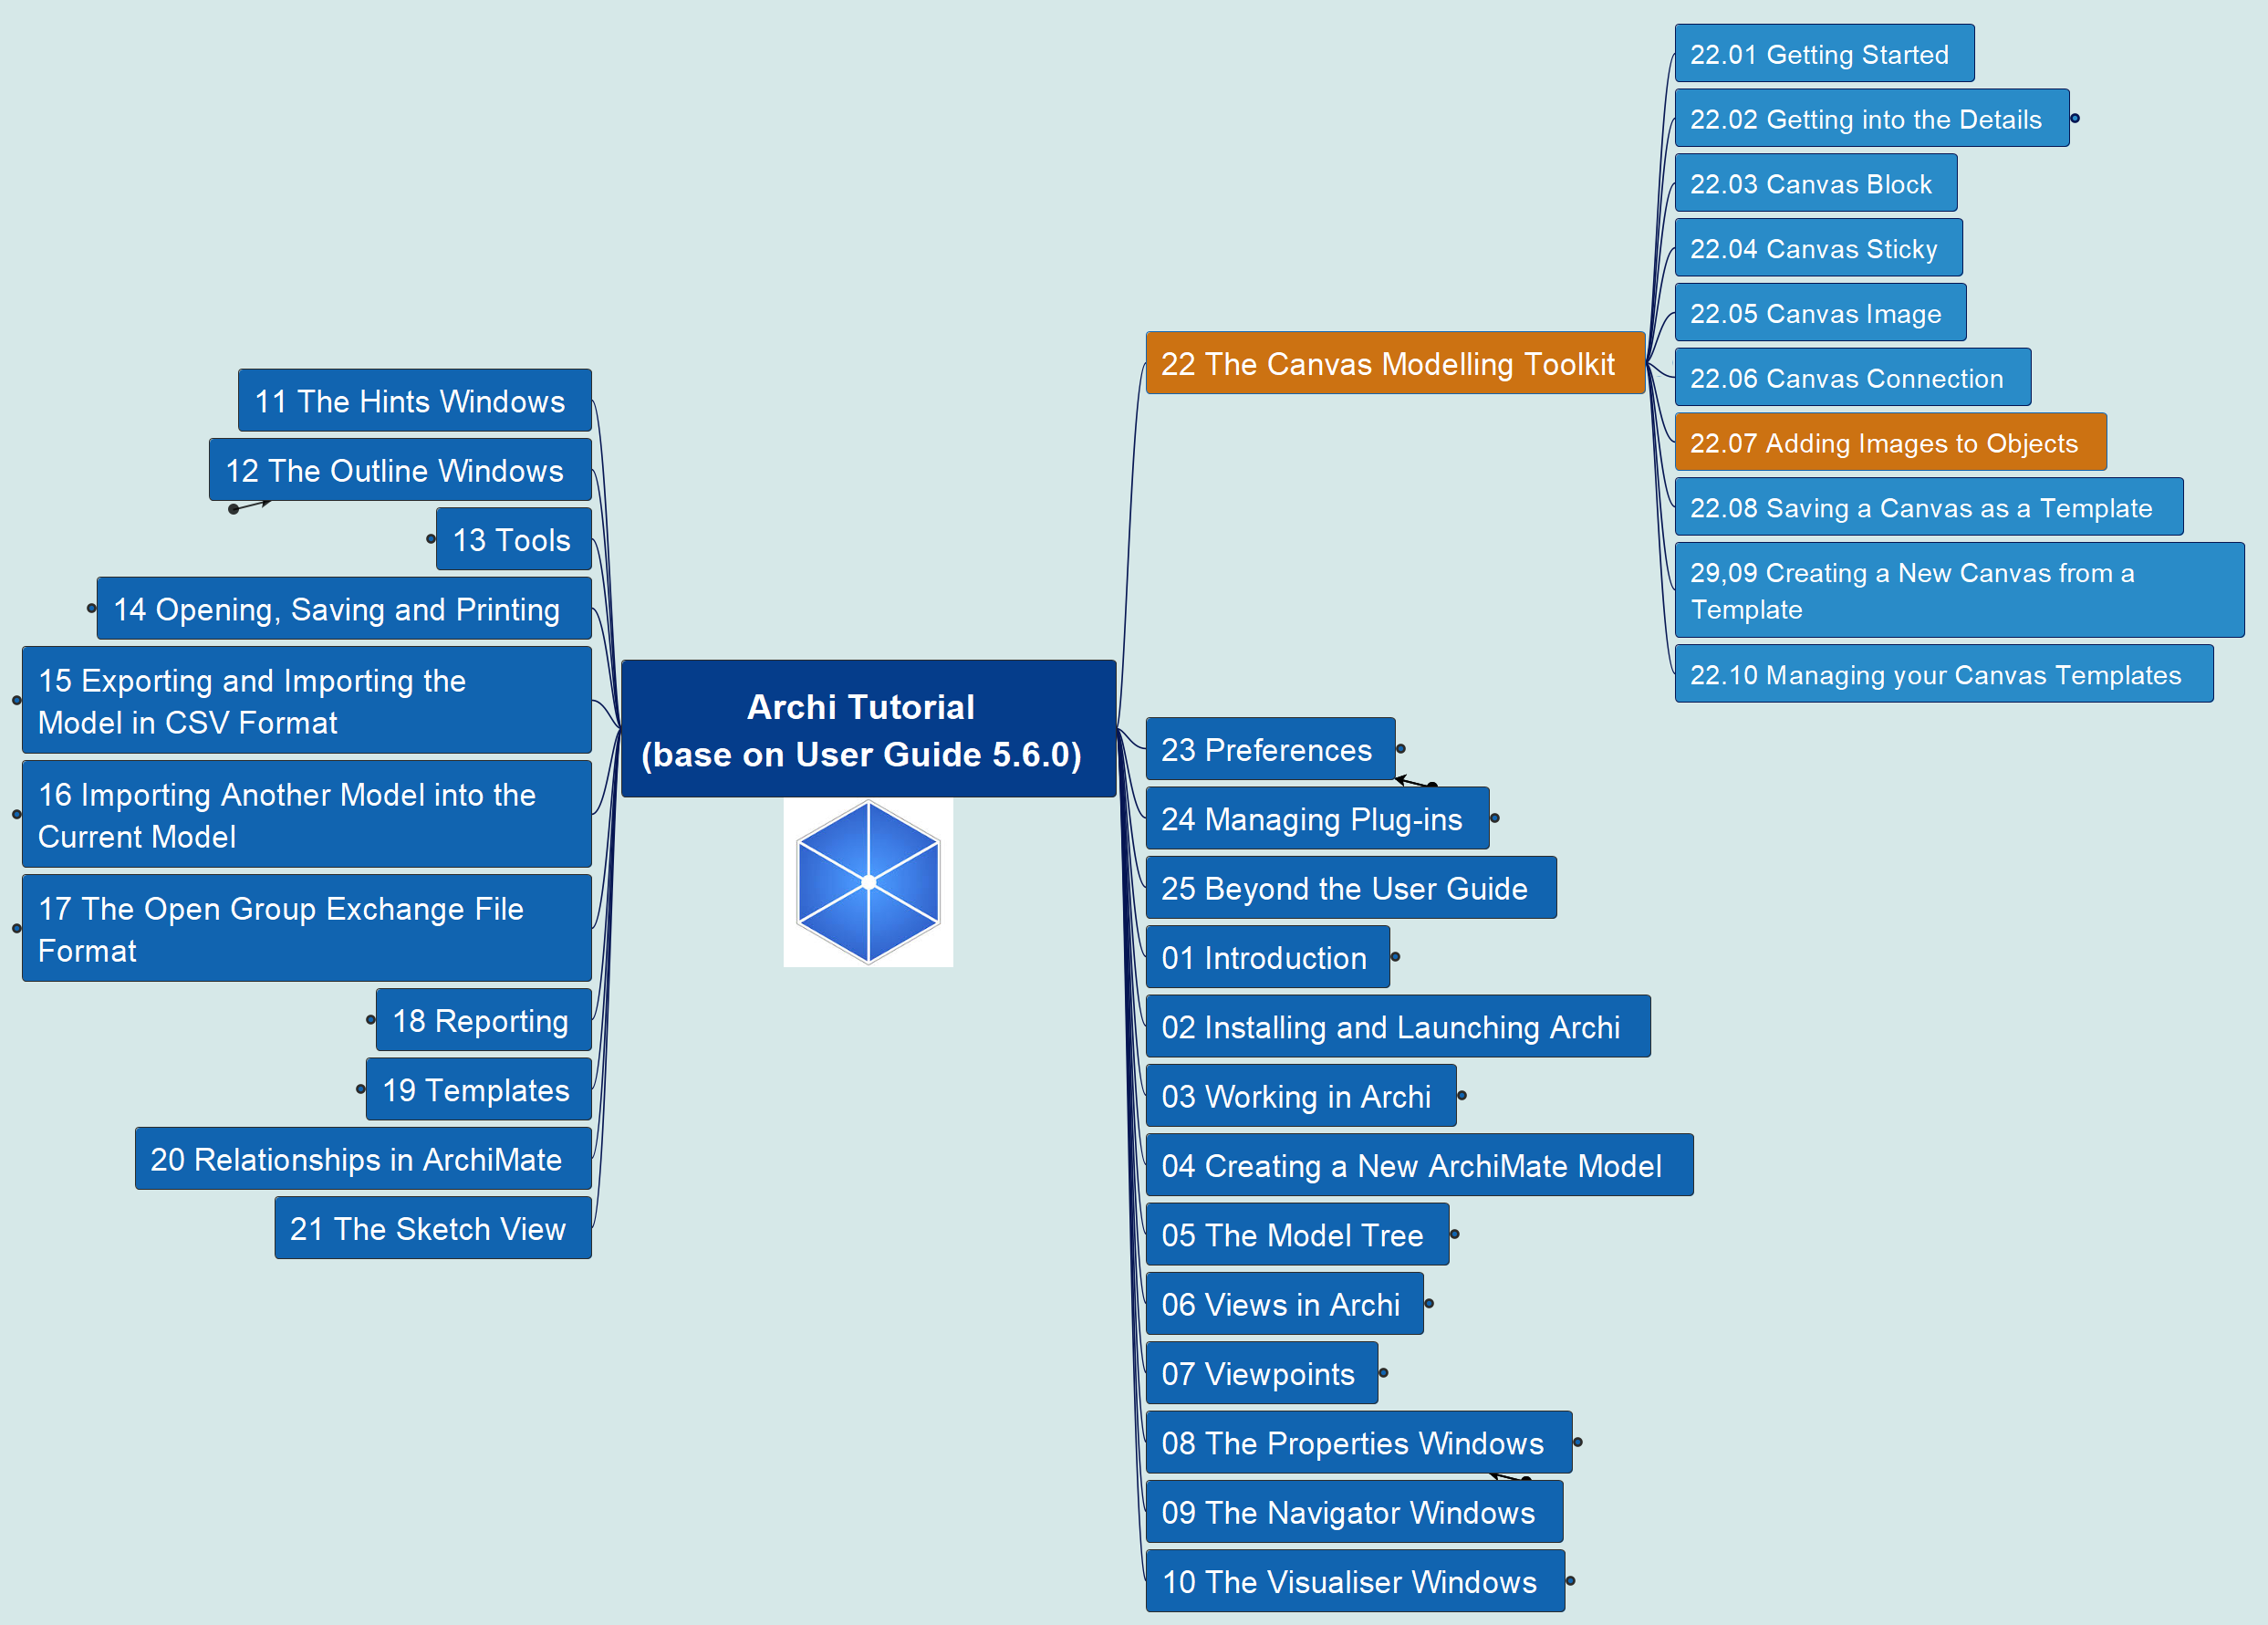 Archi Tutorial
(base on User Guide 5.6.0)
22 The Canvas Modelling Toolkit
22.01 Getting Started
22.02 Getting into the Details
22.03 Canvas Block
22.04 Canvas Sticky
22.05 Canvas Image
22.06 Canvas Connection
22.07 Adding Images to Objects
22.08 Saving a Canvas as a Template
29,09 Creating a New Canvas from a
Template
22.10 Managing your Canvas Templates
23 Preferences
24 Managing Plug-ins
25 Beyond the User Guide
01 Introduction
02 Installing and Launching Archi
03 Working in Archi
04 Creating a New ArchiMate Model
05 The Model Tree
06 Views in Archi
07 Viewpoints
08 The Properties Windows
09 The Navigator Windows
10 The Visualiser Windows
11 The Hints Windows
12 The Outline Windows
13 Tools
14 Opening, Saving and Printing
15 Exporting and Importing the
Model in CSV Format
16 Importing Another Model into the
Current Model
17 The Open Group Exchange File
Format
18 Reporting
19 Templates
20 Relationships in ArchiMate
21 The Sketch View